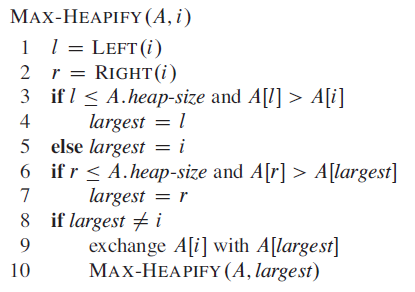 MAX-HEAPIFY(A, i)
1 l = LEFT(i)
2 r = RIGHT(i)
3 if l ≤ A.heap-size and A[l] > A[i]
4 largest = l
5 else largest = i
6 if r ≤ A.heap-size and A[r] > A[largest]
7 largest = r
8 if largest ≠ i
9 exchange A[i] with A[largest]
10 MAX-HEAPIFY(A, largest)